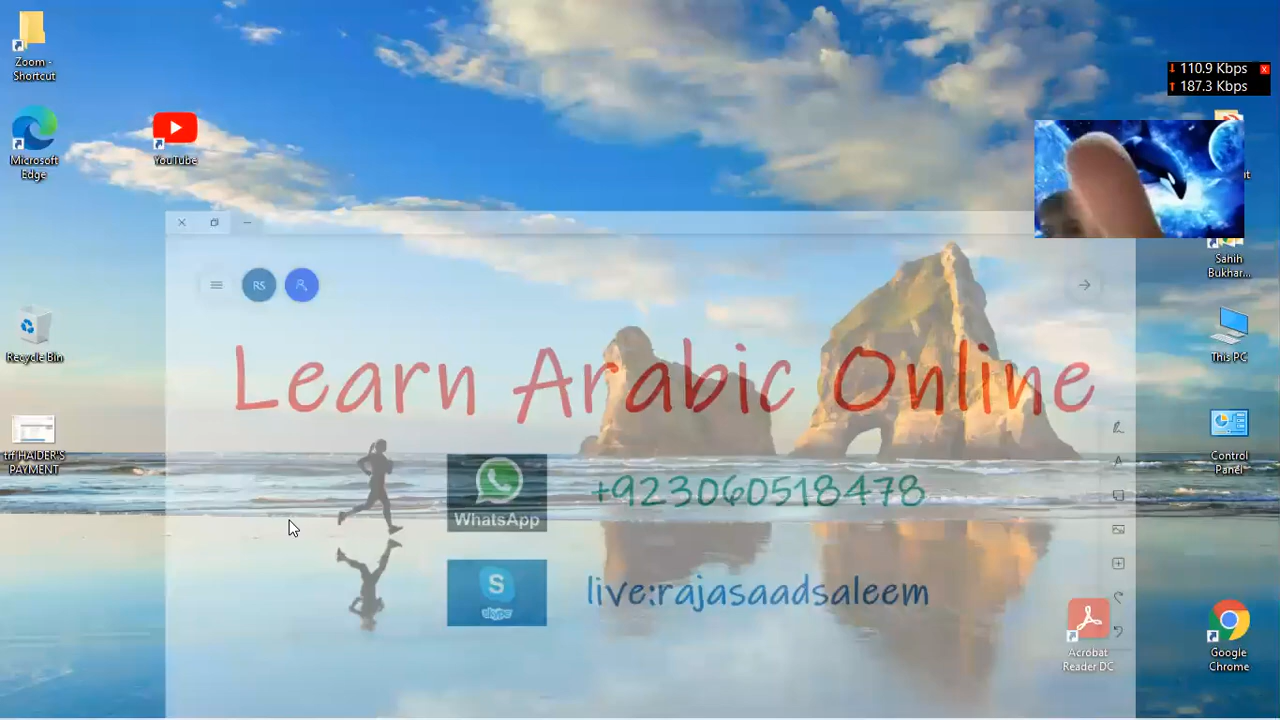 Zoom -
Shortcut
Microsoft
Edge
YouTube
Recycle Bin
HAIDER'S
PAYMENT
110.9 Kbps
187.3 Kbps
RS
Learn Arabic Online
WhatsApp
+923060518478
S
skype
live:rajasaadsaleem
Sahih
Bukhar...
This PC
Control
Panel
Acrobat
Reader DC
Google
Chrome